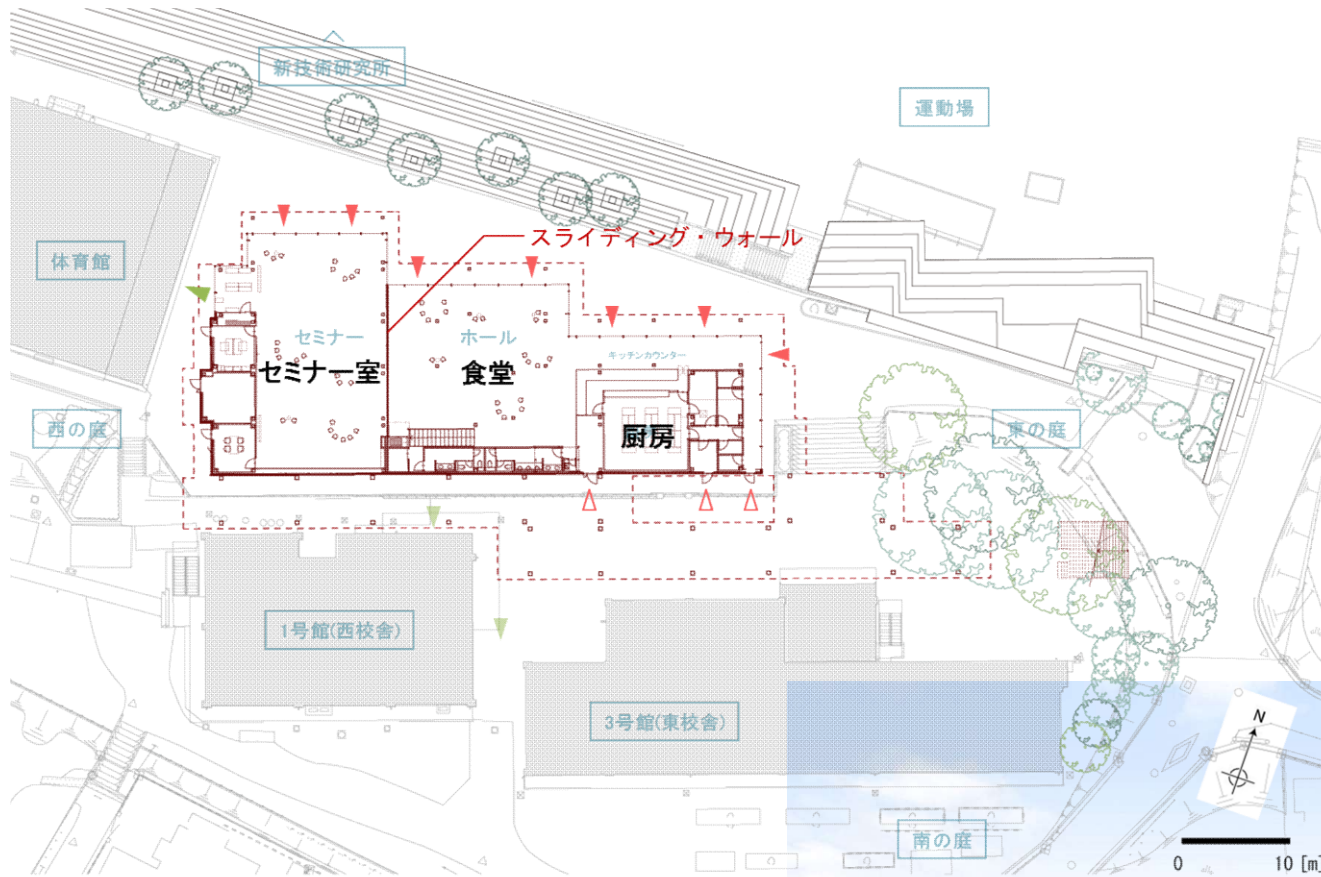 新技術研究所
運動場
スライディング・ウォール
体育館
セミナー
ホール
キッチンカウンター
セミナー室
食堂
厨房
西の庭
東の庭
1号館(西校舎)
3号館(東校舎)
N
南の庭
0
10 [m]